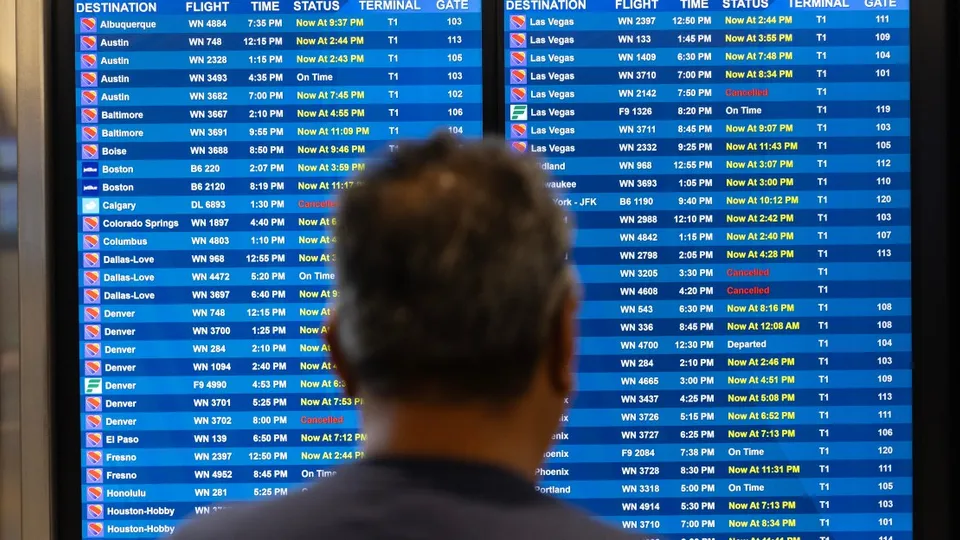 DESTINATION FLIGHT TIME STATUS TERMINAL GATE
Albuquerque WN 4884 7:35 PM Now At 9:37 PM T1 103
Austin WN 748 12:15 PM Now At 2:44 PM T1 113
Austin WN 2328 1:15 PM Now At 2:43 PM T1 105
Austin WN 3493 4:35 PM On Time T1 103
Austin WN 3682 7:00 PM Now At 7:45 PM T1 102
Baltimore WN 3667 2:10 PM Now At 4:55 PM T1 106
Baltimore WN 3691 9:55 PM Now At 11:09 PM T1 104
Boise WN 3688 8:50 PM Now At 9:46 PM
Boston B6 220 2:07 PM Now At 3:59 PM
Boston B6 2120 8:19 PM Now At
Calgary DL 6893 1:30 PM
Colorado Springs WN 1897 4:40 PM Now At
Columbus WN 4803 1:10 PM Now At
Dallas-Love WN 968 12:55 PM Now At
Dallas-Love WN 4472 5:20 PM On Time
Dallas-Love WN 3697 6:40 PM Now At
Denver WN 748 12:15 PM Now At
Denver WN 3700 1:25 PM Now At
Denver WN 284 2:10 PM Now At
Denver WN 1094 2:40 PM Now At
Denver F9 4990 4:53 PM Now At
Denver WN 3701 5:25 PM Now At 7:53
Denver WN 3702 8:00 PM Cancelled
El Paso WN 139 6:50 PM Now At 7:12 PM
Fresno WN 2397 12:50 PM Now At 2:44
Fresno WN 4952 8:45 PM On Time
Honolulu WN 281 5:25 PM
Houston-Hobby WN
Houston-Hobby
DESTINATION FLIGHT TIME STATUS TERMINAL GATE
Las Vegas WN 2397 12:50 PM Now At 2:44 PM T1 111
Las Vegas WN 133 1:45 PM Now At 3:55 PM T1 109
Las Vegas WN 1409 6:30 PM Now At 7:48 PM T1 104
Las Vegas WN 3710 7:00 PM Now At 8:34 PM T1 101
Las Vegas WN 2142 7:50 PM Cancelled T1
Las Vegas F9 1326 8:20 PM On Time T1 119
Las Vegas WN 3711 8:45 PM Now At 9:07 PM T1 103
Las Vegas WN 2332 9:25 PM Now At 11:43 PM T1 105
WN 968 12:55 PM Now At 3:07 PM T1 112
WN 3693 1:05 PM Now At 3:00 PM T1 110
York - JFK B6 1190 9:40 PM Now At 10:12 PM T1 120
WN 2988 12:10 PM Now At 2:42 PM T1 103
WN 4842 1:15 PM Now At 2:40 PM T1 107
WN 2798 2:05 PM Now At 4:28 PM T1 113
WN 3205 3:30 PM Cancelled T1
WN 4608 4:20 PM Cancelled T1
WN 543 6:30 PM Now At 8:16 PM T1 108
WN 336 8:45 PM Now At 12:08 AM T1 108
WN 4700 12:30 PM Departed T1 104
WN 284 2:10 PM Now At 2:46 PM T1 103
WN 4665 3:00 PM Now At 4:51 PM T1 109
WN 3437 4:25 PM Now At 5:08 PM T1 113
WN 3726 5:15 PM Now At 6:52 PM T1 111
WN 3727 6:25 PM Now At 7:13 PM T1 106
F9 2084 7:38 PM On Time T1 120
Phoenix WN 3728 8:30 PM Now At 11:31 PM T1 111
Portland WN 3318 5:00 PM On Time T1 105
WN 4914 5:30 PM Now At 7:13 PM T1 103
WN 3710 7:00 PM Now At 8:34 PM T1 101